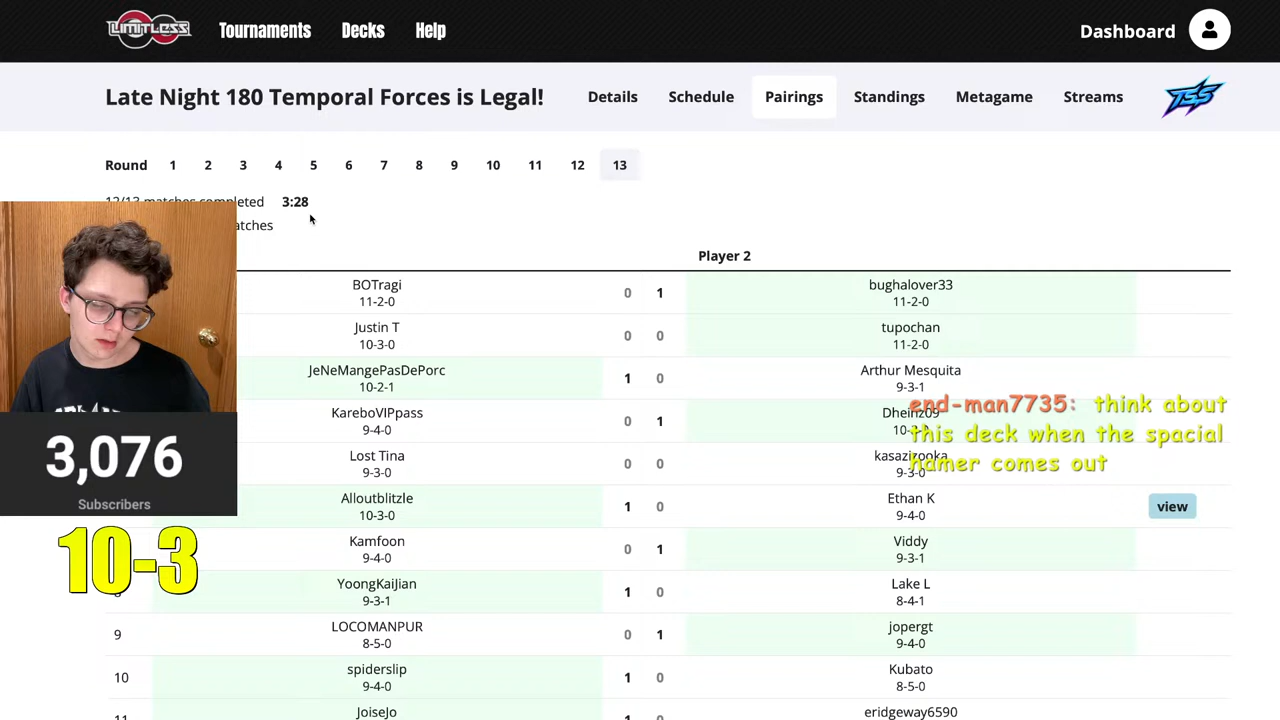 LIMITLESS Tournaments Decks Help Dashboard
Late Night 180 Temporal Forces is Legal! Details Schedule Pairings Standings Metagame Streams TSS
Round 1 2 3 4 5 6 7 8 9 10 11 12 13
12/13 matches completed 3:28
atches
Player 2
BOTragi 0 1 bughalover33
11-2-0 11-2-0
Justin T 0 0 tupochan
10-3-0 11-2-0
JeNeMangePasDePorc 1 0 Arthur Mesquita
10-2-1 9-3-1
KareboVIPpass 0 1 Dhein209
9-4-0
Lost Tina 0 0 kasazizooka
9-3-0 9-3-0
end-man7735: think about
this deck when the spacial
hamer comes out
Alloutblitzle 1 0 Ethan K view
10-3-0 9-4-0
Kamfoon 0 1 Viddy
9-4-0 9-3-1
YoongKaiJian 1 0 Lake L
9-3-1 8-4-1
9 LOCOMANPUR 0 1 jopergt
8-5-0 9-4-0
10 spiderslip 1 0 Kubato
9-4-0 8-5-0
11 JoiseJo 1 0 eridgeway6590
3,076
Subscribers
10-3